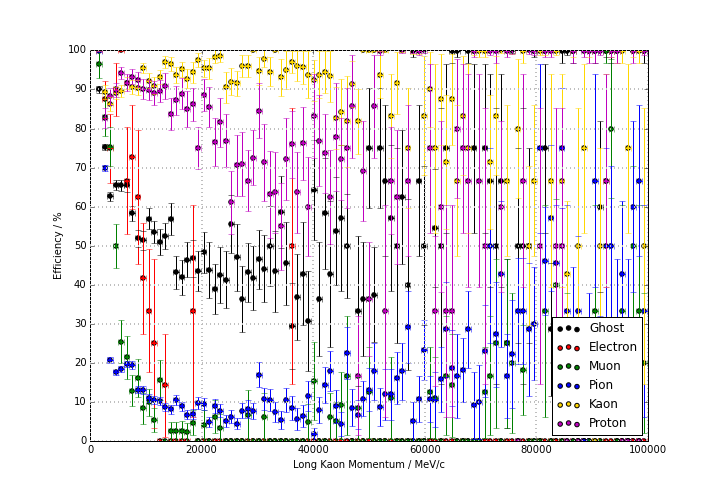 100
90
80
70
60
50
40
30
20
10
0
Efficiency / %
0 20000 40000 60000 80000 100000
Long Kaon Momentum / MeV/c
Ghost
Electron
Muon
Pion
Kaon
Proton